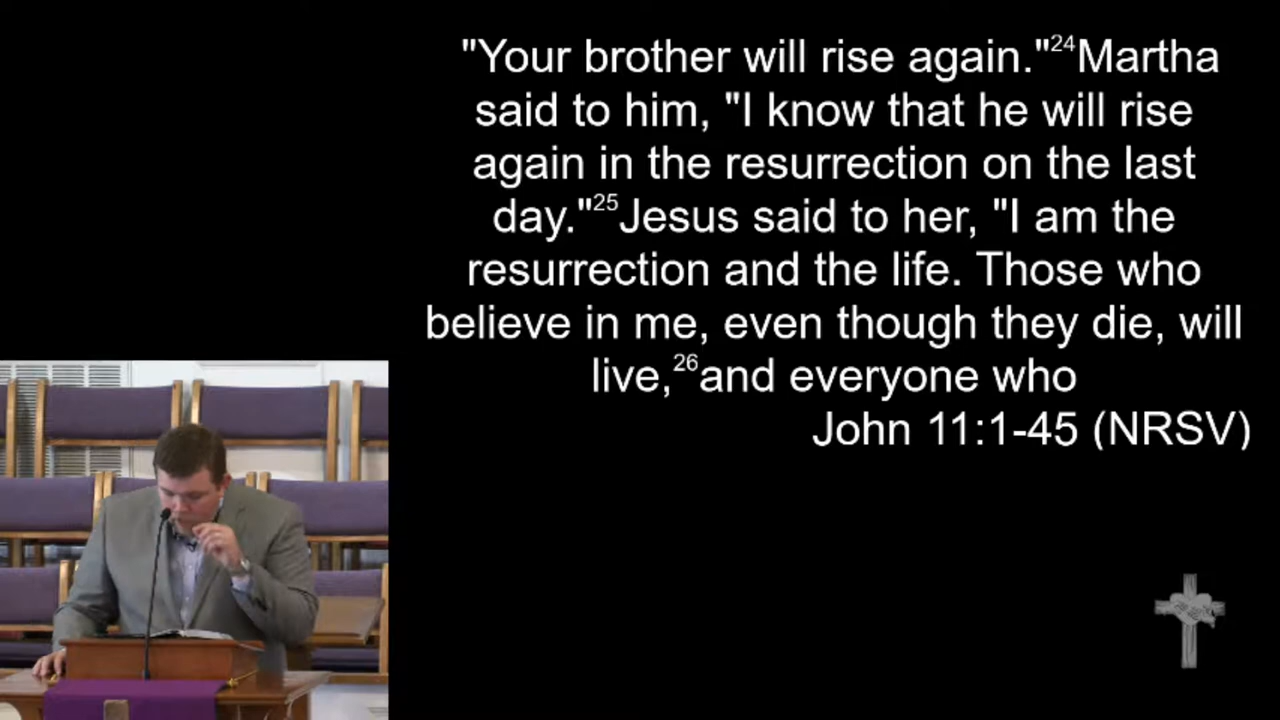 "Your brother will rise again."24Martha
said to him, "I know that he will rise
again in the resurrection on the last
day."25Jesus said to her, "I am the
resurrection and the life. Those who
believe in me, even though they die, will
live,26and everyone who
John 11:1-45 (NRSV)